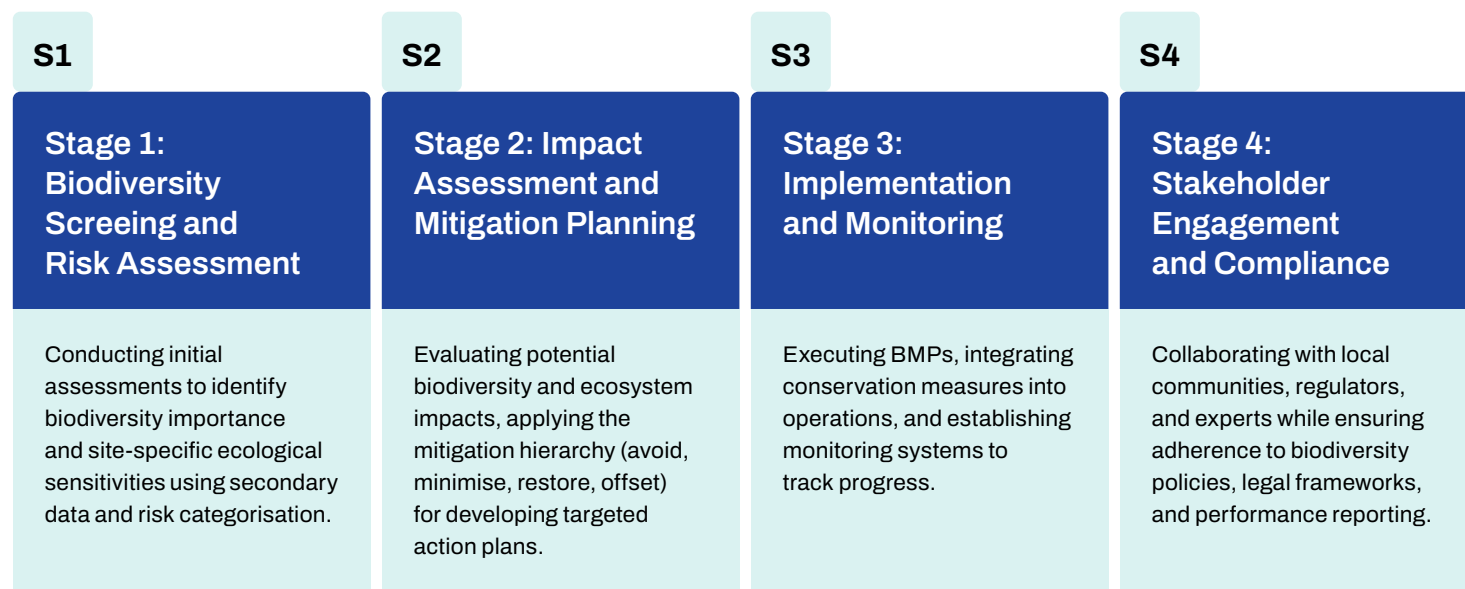 S1
Stage 1:
Biodiversity
Screeing and
Risk Assessment
Conducting initial
assessments to identify
biodiversity importance
and site-specific ecological
sensitivities using secondary
data and risk categorisation.
S2
Stage 2: Impact
Assessment and
Mitigation Planning
Evaluating potential
biodiversity and ecosystem
impacts, applying the
mitigation hierarchy (avoid,
minimise, restore, offset)
for developing targeted
action plans.
S3
Stage 3:
Implementation
and Monitoring
Executing BMPs, integrating
conservation measures into
operations, and establishing
monitoring systems to
track progress.
S4
Stage 4:
Stakeholder
Engagement
and Compliance
Collaborating with local
communities, regulators,
and experts while ensuring
adherence to biodiversity
policies, legal frameworks,
and performance reporting.